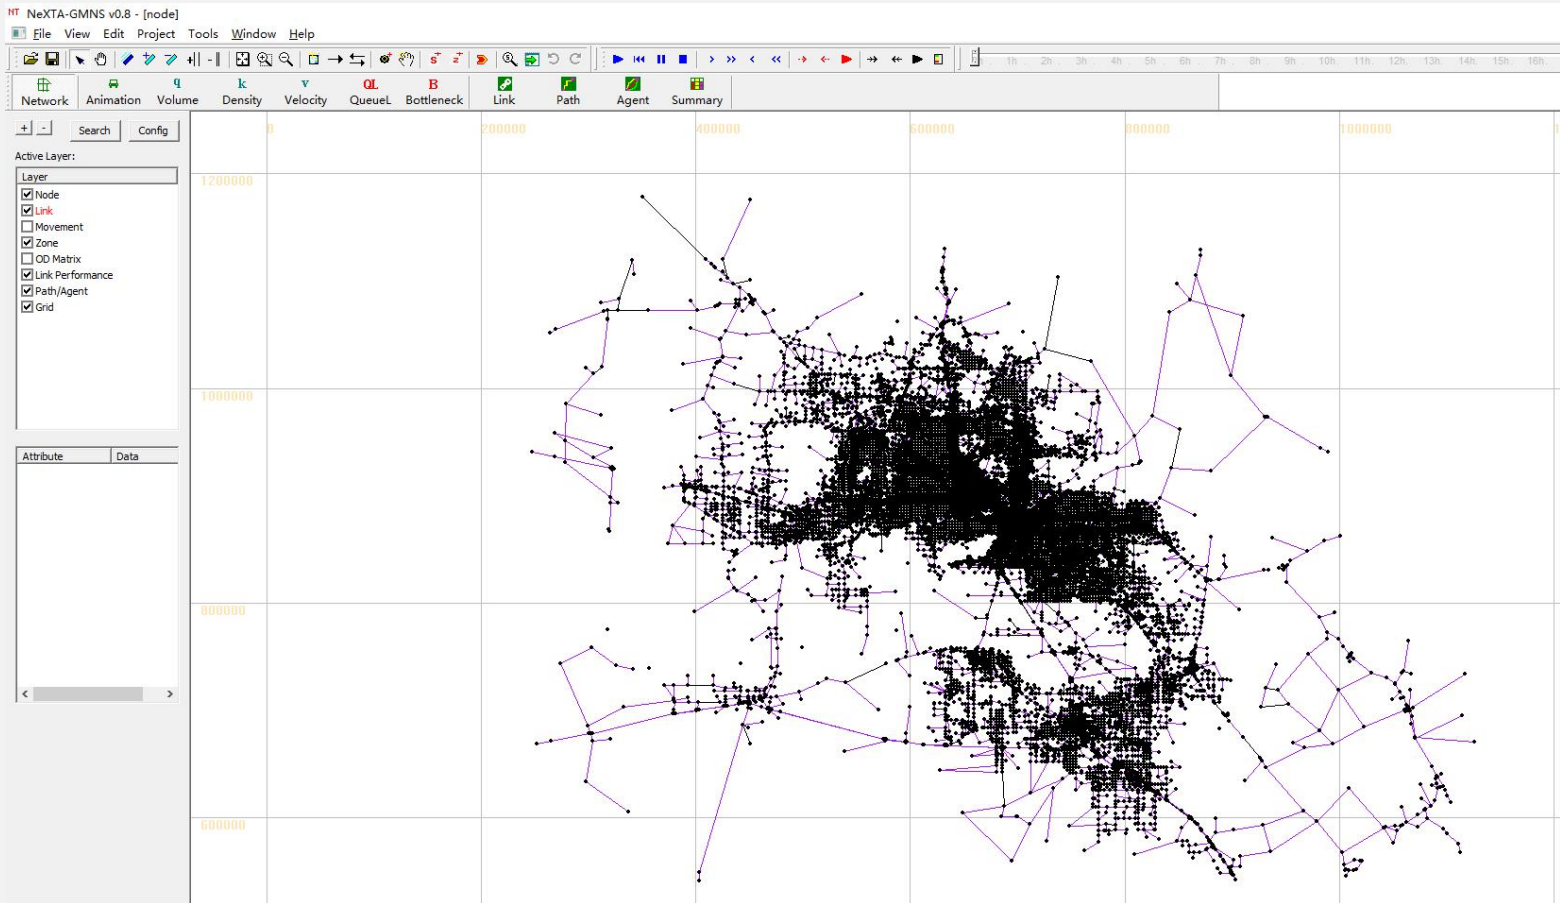 NeXTA-GMNS v0.8 - [node]
File View Edit Project Tools Window Help
1h. 2h. 3h. 4h. 5h. 6h. 7h. 8h. 9h. 10h. 11h. 12h. 13h. 14h. 15h. 16h.
q k v QL B
Network Animation Volume Density Velocity QueueL Bottleneck Link Path Agent Summary
+ - Search Config
Active Layer:
Layer
Node
Link
Movement
Zone
OD Matrix
Link Performance
Path/Agent
Grid
Attribute Data
0 200000 400000 600000 800000 1000000
1200000
1000000
800000
600000